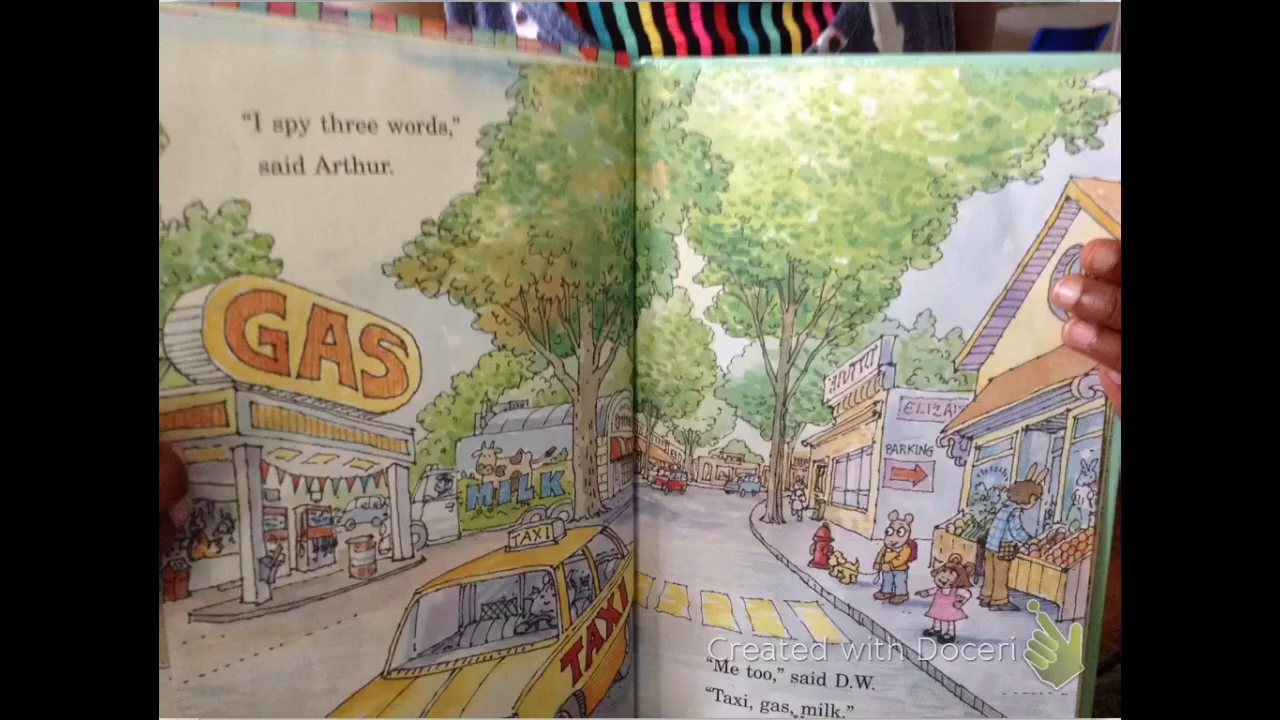 "I spy three words,"
said Arthur.
GAS
MILK
TAXI
TAXI
PARKING
Created with Doceri
"Me too," said D.W.
"Taxi, gas, milk."